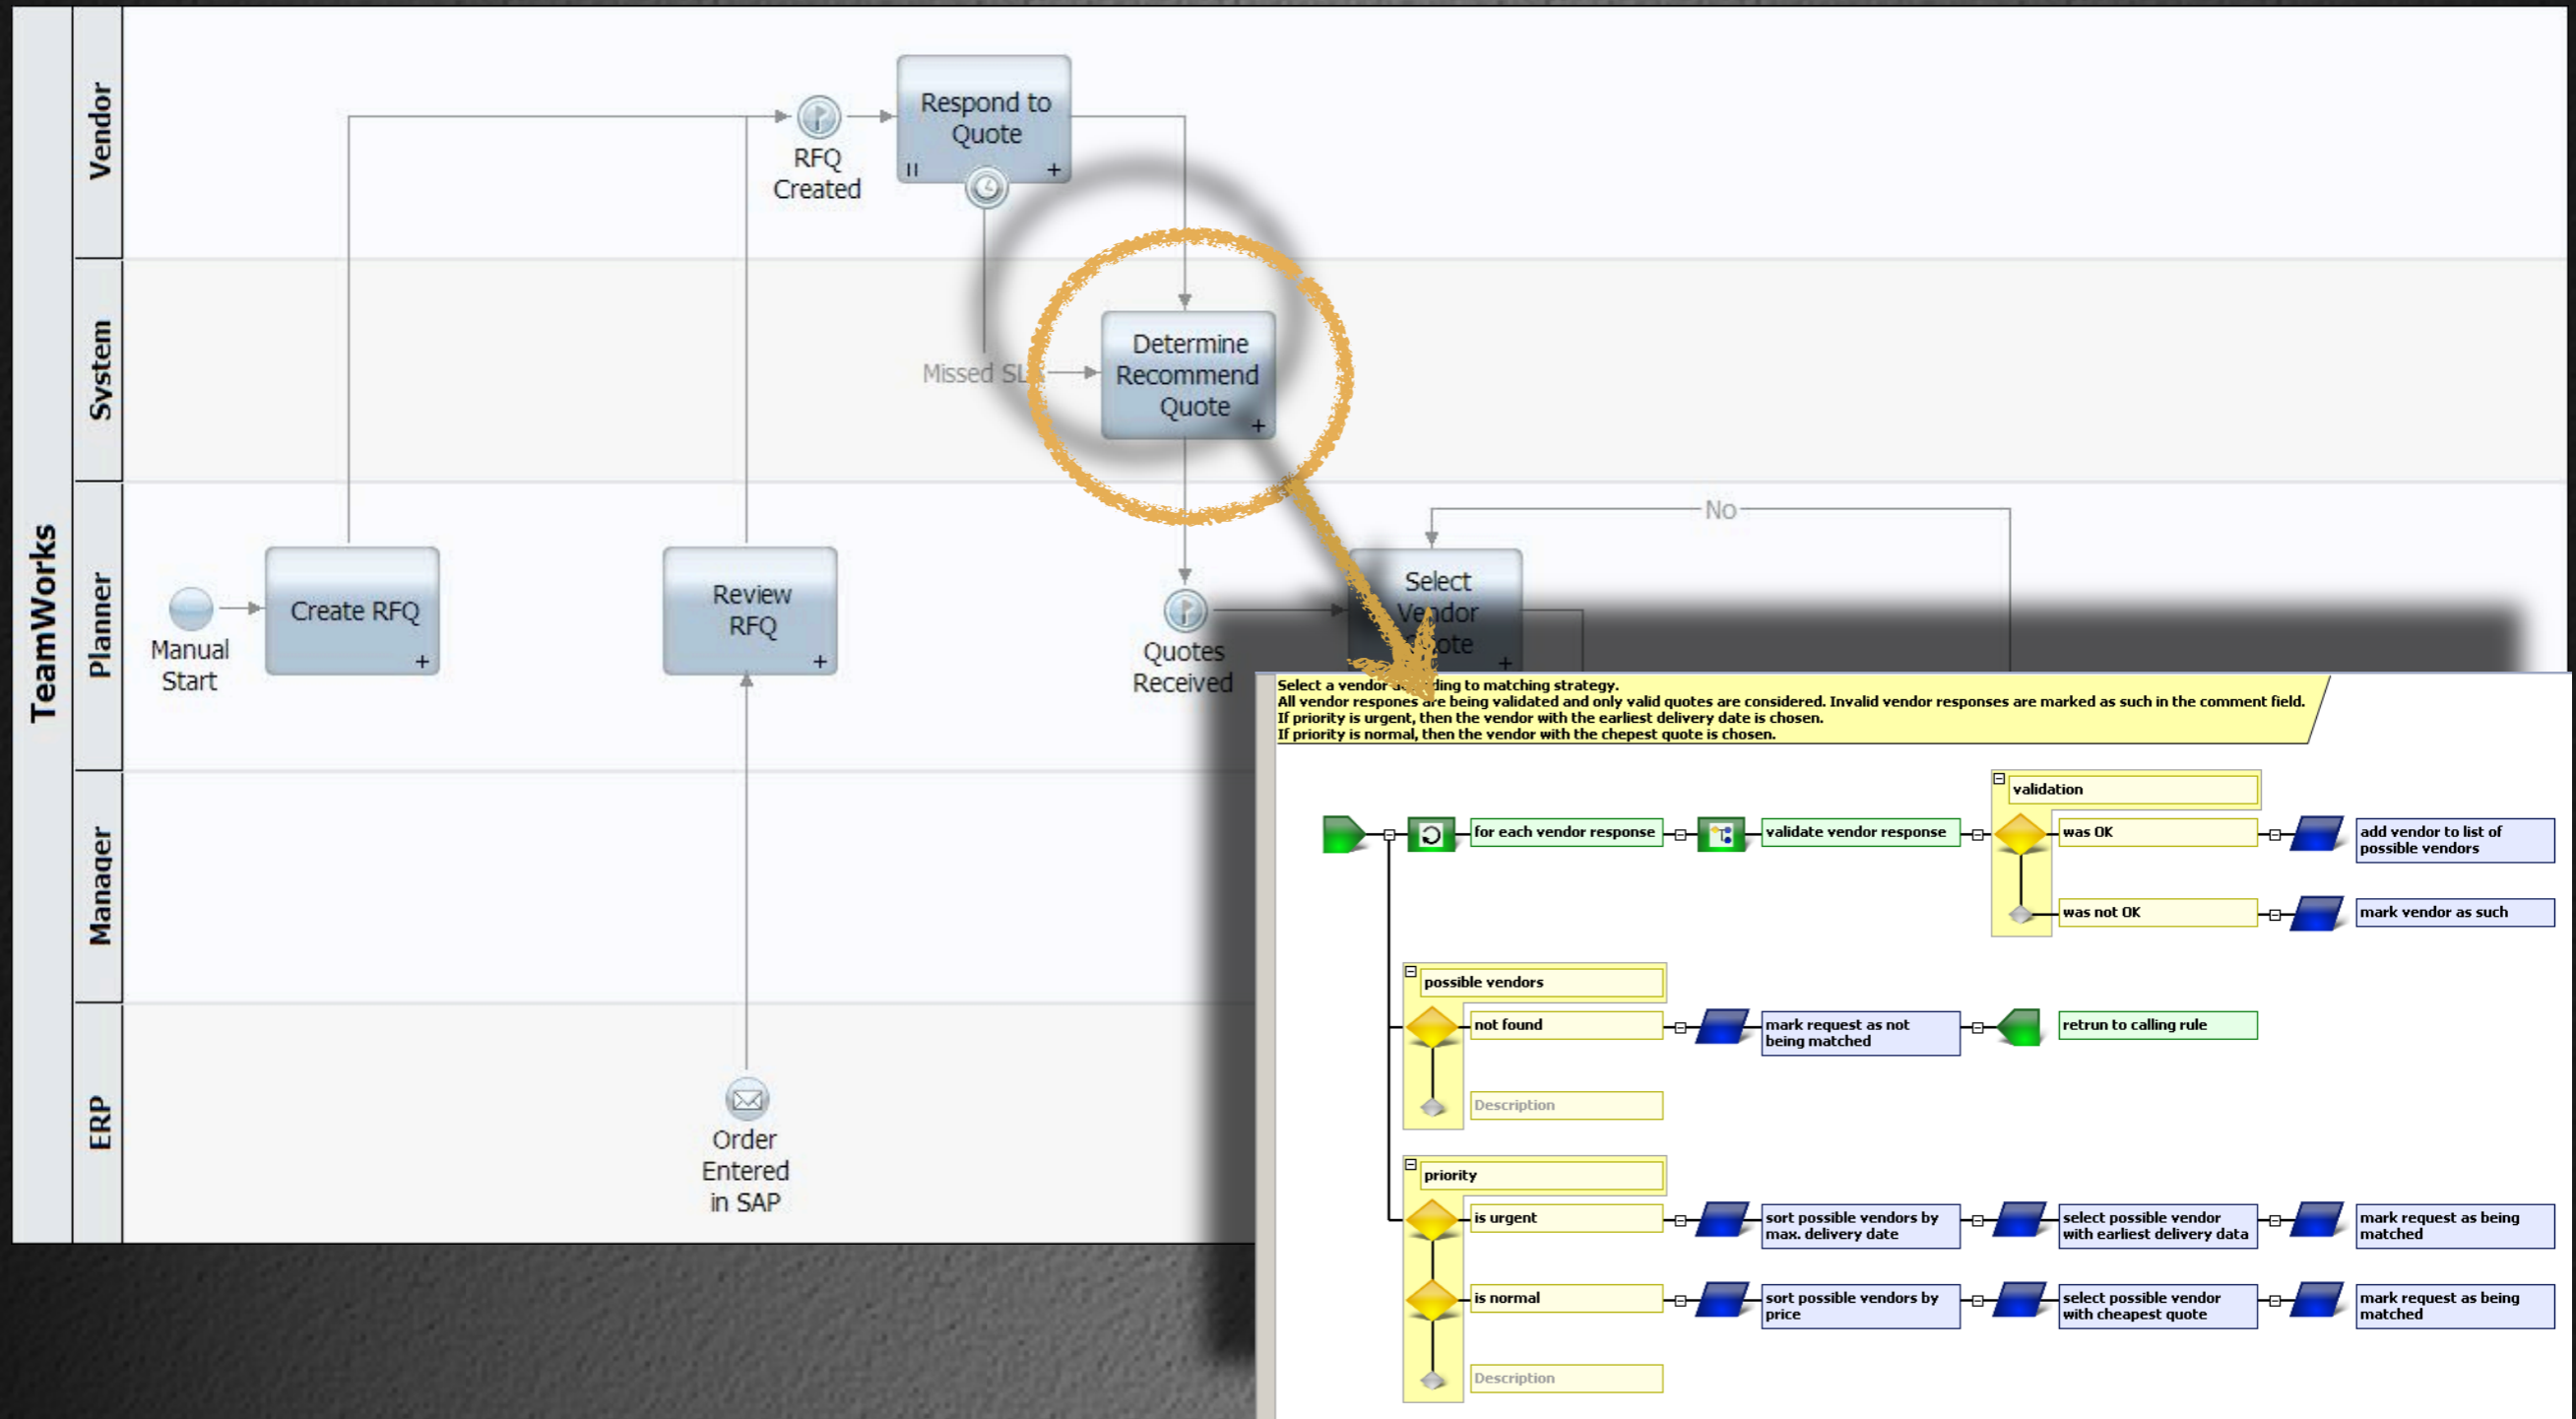 TeamWorks
Vendor
System
Planner
Manager
ERP
RFQ
Created
Respond to
Quote
Missed SL
Determine
Recommend
Quote
No
Manual
Start
Create RFQ
Review
RFQ
Quotes
Received
Select
Vendor
Order
Entered
in SAP
Select a vendor according to matching strategy.
All vendor respones are being validated and only valid quotes are considered. Invalid vendor responses are marked as such in the comment field.
If priority is urgent, then the vendor with the earliest delivery date is chosen.
If priority is normal, then the vendor with the chepest quote is chosen.
for each vendor response
validate vendor response
validation
was OK
add vendor to list of
possible vendors
was not OK
mark vendor as such
possible vendors
not found
mark request as not
being matched
retrun to calling rule
Description
priority
is urgent
sort possible vendors by
max. delivery date
select possible vendor
with earliest delivery data
mark request as being
matched
is normal
sort possible vendors by
price
select possible vendor
with cheapest quote
mark request as being
matched
Description